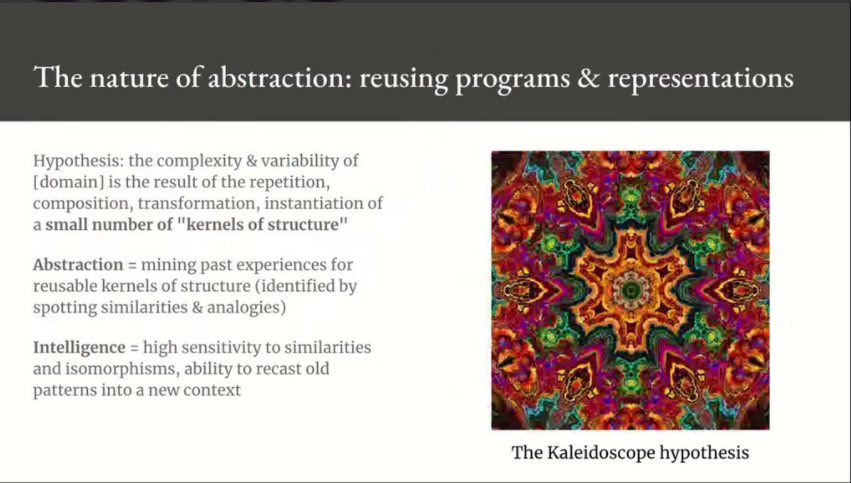 The nature of abstraction: reusing programs & representations
Hypothesis: the complexity & variability of
[domain] is the result of the repetition,
composition, transformation, instantiation of
a small number of "kernels of structure"
Abstraction = mining past experiences for
reusable kernels of structure (identified by
spotting similarities & analogies)
Intelligence = high sensitivity to similarities
and isomorphisms, ability to recast old
patterns into a new context
The Kaleidoscope hypothesis